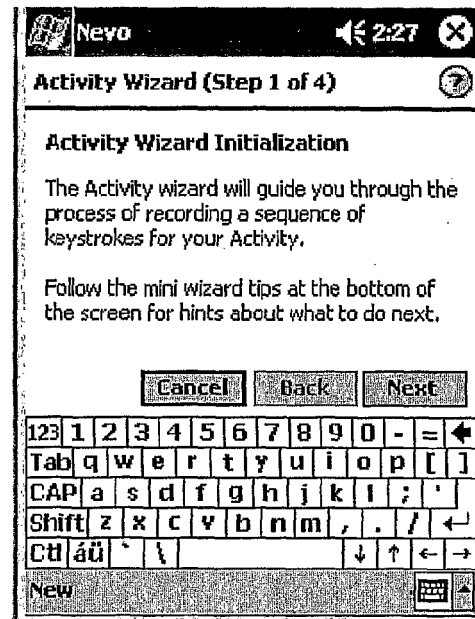 Nevo 2:27
Activity Wizard (Step 1 of 4) ?
Activity Wizard Initialization
The Activity wizard will guide you through the
process of recording a sequence of
keystrokes for your Activity.
Follow the mini wizard tips at the bottom of
the screen for hints about what to do next.
Cancel Back Next
123 1 2 3 4 5 6 7 8 9 0 - = ←
Tab q w e r t y u i o p [ ]
CAP a s d f g h j k l ; '
Shift z x c v b n m , . / ↵
Ctl áü ` \ ↓ ↑ ← →
New